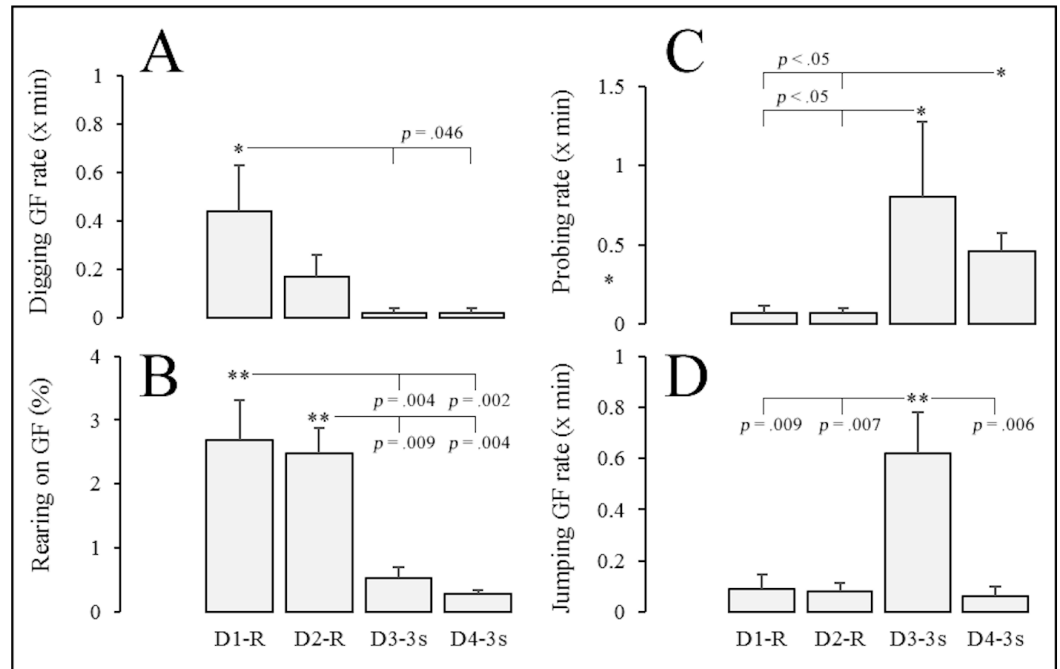 A
Digging GF rate (x min)
1
0.8
0.6
0.4
0.2
0
*
p = .046
C
Probing rate (x min)
1.5
1
0.5
0
p < .05
*
p < .05
*
*
B
Rearing on GF (%)
4
3
2
1
0
**
p = .004 p = .002
**
p = .009 p = .004
D1-R D2-R D3-3s D4-3s
D
Jumping GF rate (x min)
1
0.8
0.6
0.4
0.2
0
**
p = .009 p = .007 p = .006
D1-R D2-R D3-3s D4-3s